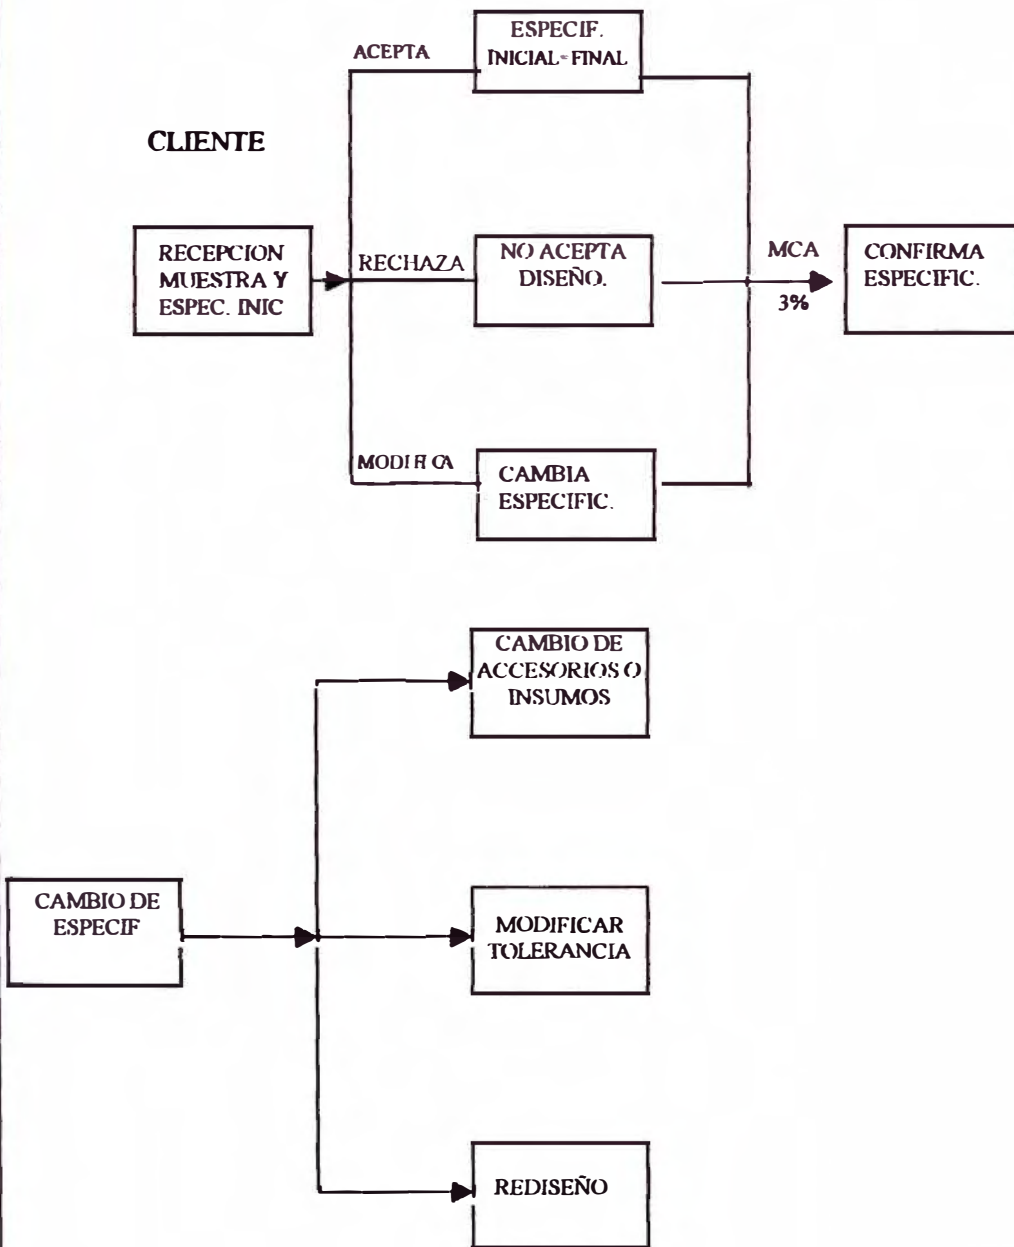 ESPECIF.
INICIAL=FINAL
ACEPTA
CLIENTE
RECEPCION
MUESTRA Y
ESPEC. INIC
RECHAZA
NO ACEPTA
DISEÑO.
MCA
3%
CONFIRMA
ESPECIFIC.
MODIFICA
CAMBIA
ESPECIFIC.
CAMBIO DE
ACCESORIOS O
INSUMOS
CAMBIO DE
ESPECIF
MODIFICAR
TOLERANCIA
REDISEÑO